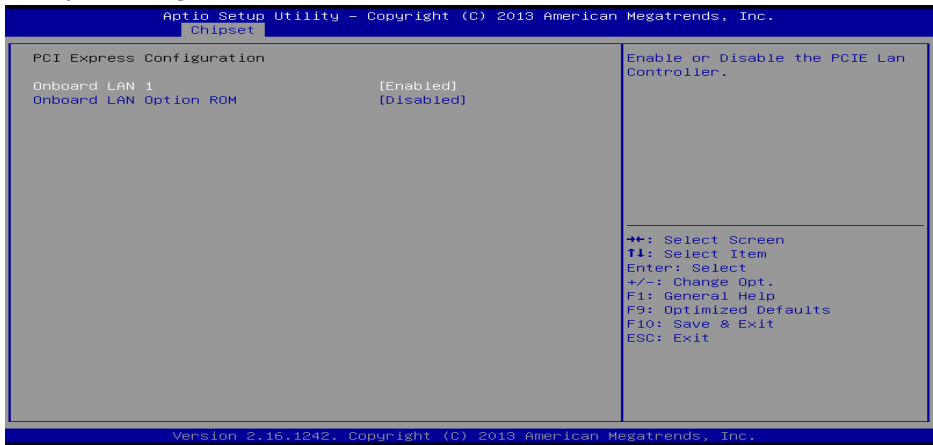 Aptio Setup Utility – Copyright (C) 2013 American Megatrends, Inc.
Chipset
PCI Express Configuration
Onboard LAN 1 [Enabled]
Onboard LAN Option ROM [Disabled]
Enable or Disable the PCIE Lan
Controller.
→←: Select Screen
↑↓: Select Item
Enter: Select
+/-: Change Opt.
F1: General Help
F9: Optimized Defaults
F10: Save & Exit
ESC: Exit
Version 2.16.1242. Copyright (C) 2013 American Megatrends, Inc.